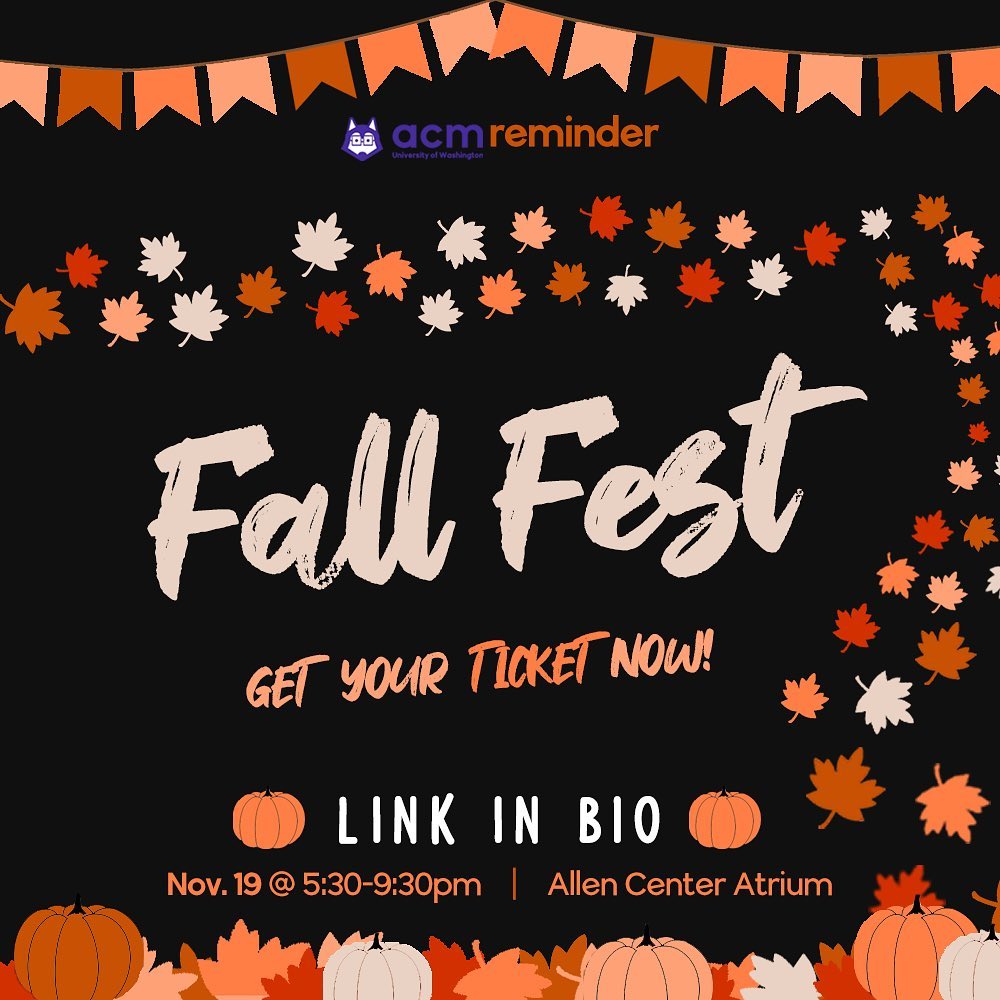 acm reminder
University of Washington
Fall Fest
GET YOUR TICKET NOW!
LINK IN BIO
Nov. 19 @ 5:30-9:30pm | Allen Center Atrium